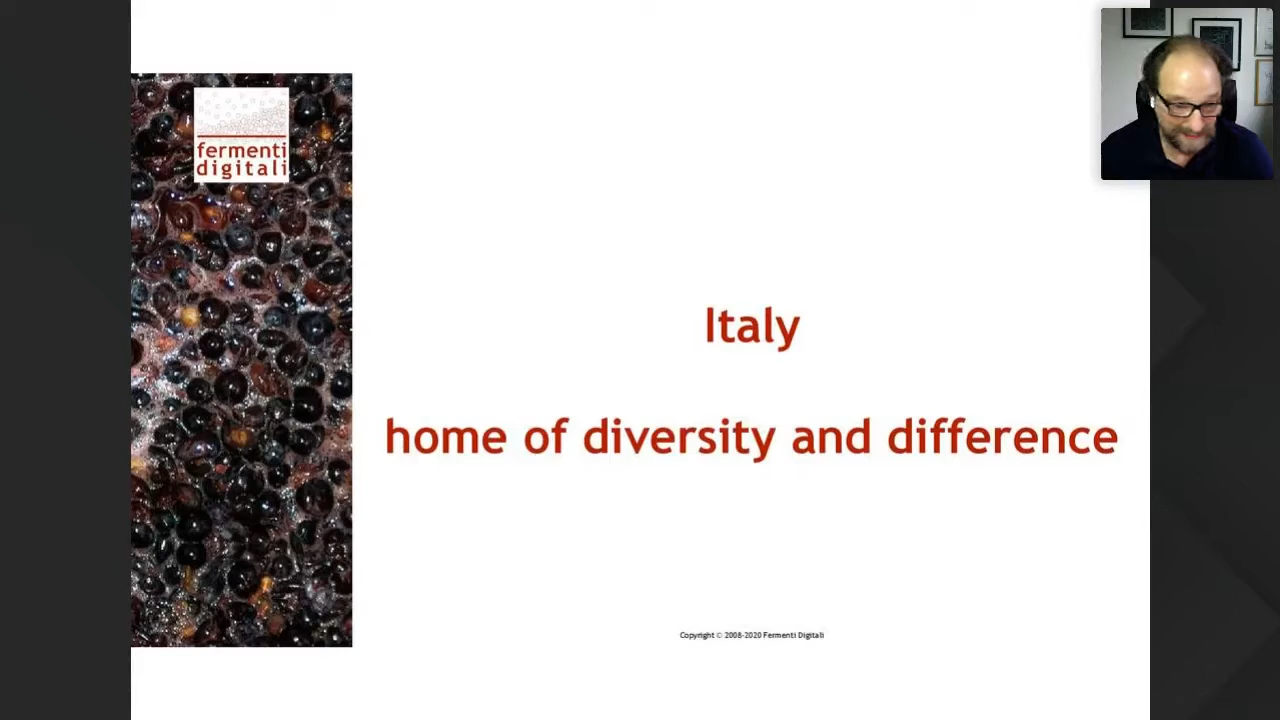 fermenti
digitali
Italy
home of diversity and difference
Copyright © 2008-2020 Fermenti Digitali